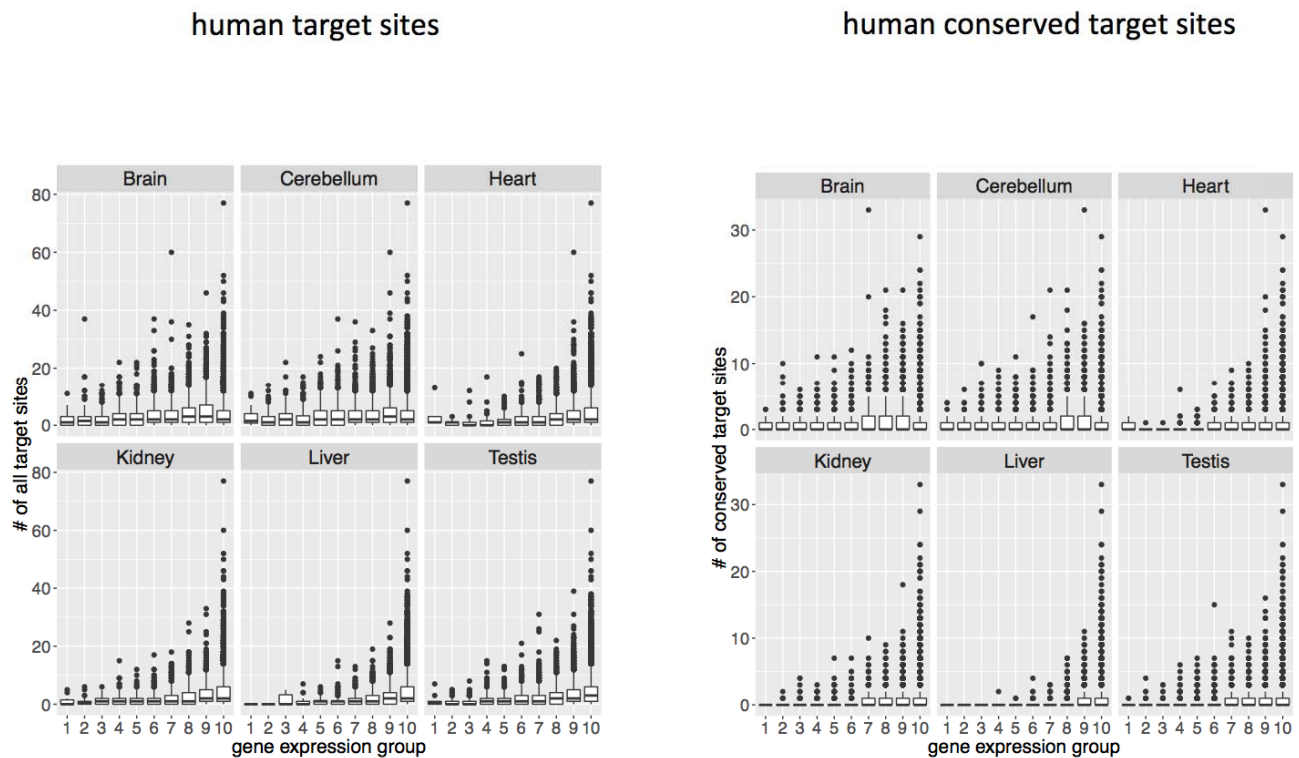 human target sites
human conserved target sites
Brain Cerebellum Heart
80
60
40
20
0
Kidney Liver Testis
80
60
40
20
0
1 2 3 4 5 6 7 8 9 10 1 2 3 4 5 6 7 8 9 10 1 2 3 4 5 6 7 8 9 10
gene expression group
# of all target sites
Brain Cerebellum Heart
30
20
10
0
Kidney Liver Testis
30
20
10
0
1 2 3 4 5 6 7 8 9 10 1 2 3 4 5 6 7 8 9 10 1 2 3 4 5 6 7 8 9 10
gene expression group
# of conserved target sites